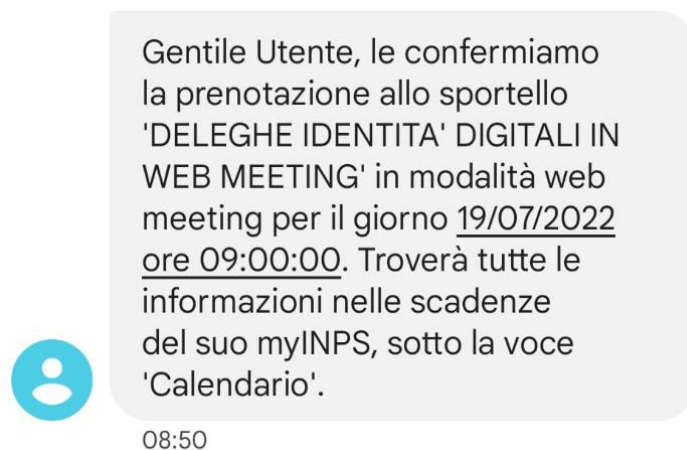 Gentile Utente, le confermiamo
la prenotazione allo sportello
'DELEGHE IDENTITA' DIGITALI IN
WEB MEETING' in modalità web
meeting per il giorno 19/07/2022
ore 09:00:00. Troverà tutte le
informazioni nelle scadenze
del suo myINPS, sotto la voce
'Calendario'.
08:50